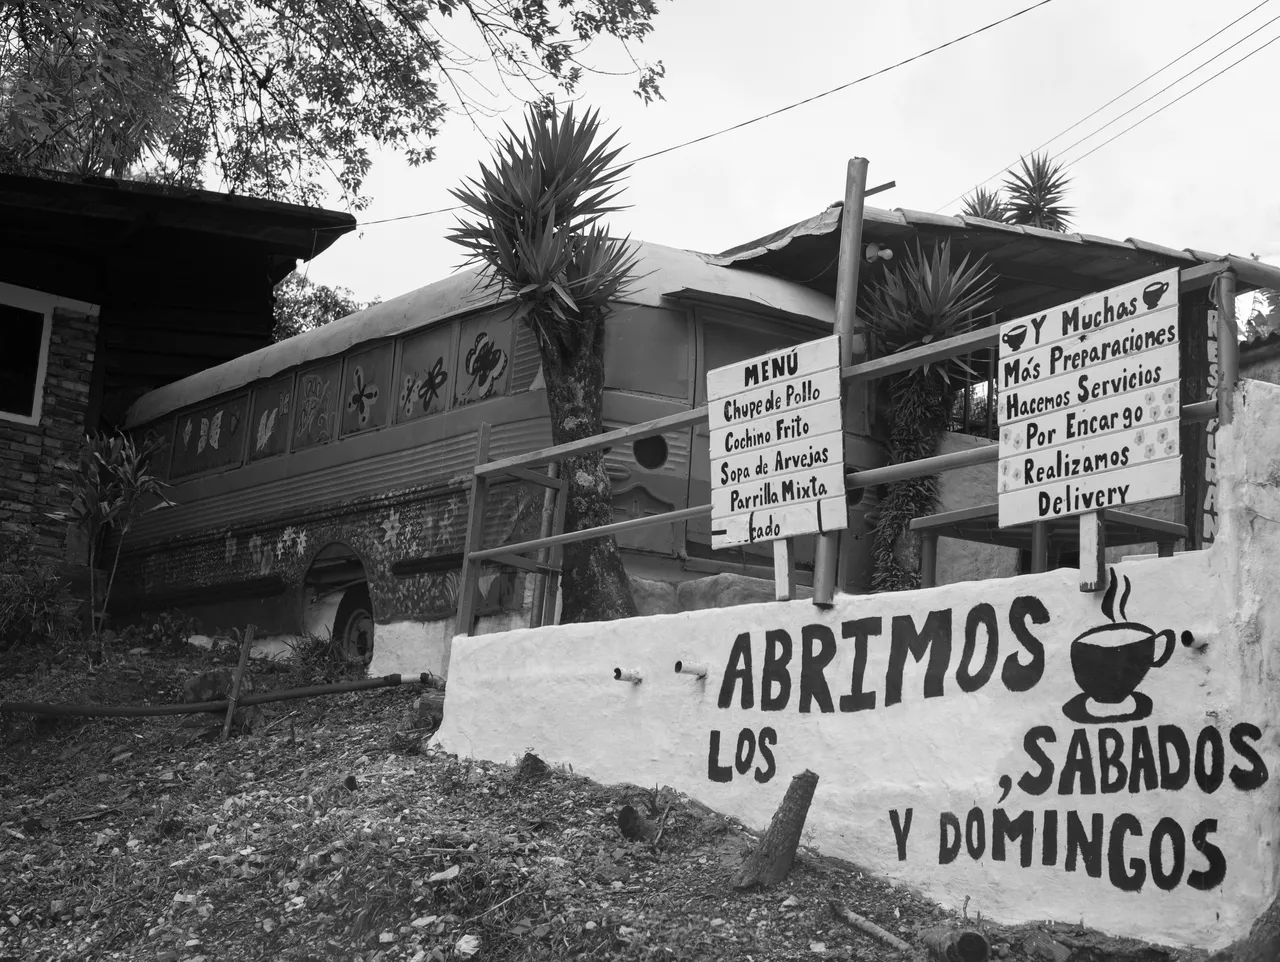 MENÚ
Chupe de Pollo
Cochino Frito
Sopa de Arvejas
Parrilla Mixta
Y Muchas
Más Preparaciones
Hacemos Servicios
Por Encargo
Realizamos
Delivery
ABRIMOS
LOS
,SABADOS
Y DOMINGOS